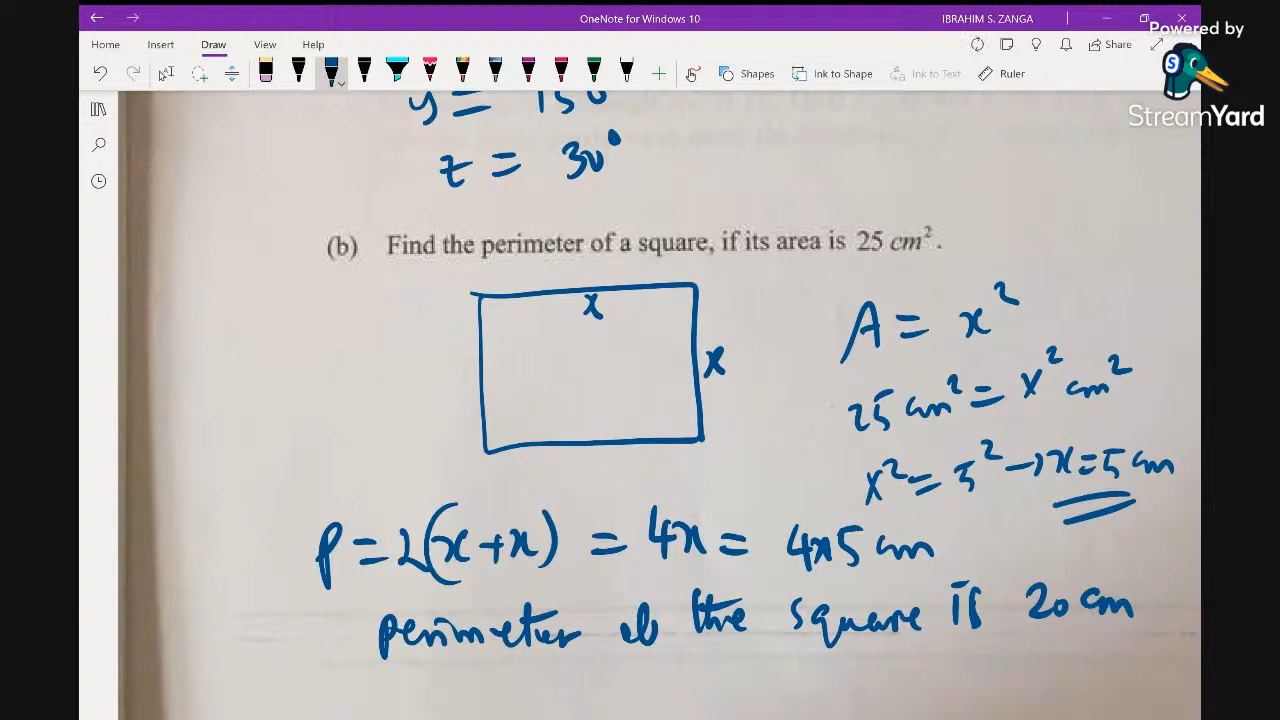 OneNote for Windows 10
IBRAHIM S. ZANGA
Powered by
StreamYard
Home Insert Draw View Help
Share
Shapes Ink to Shape Ink to Text Ruler
y = 150
z = 30°
(b) Find the perimeter of a square, if its area is 25 cm².
x
x
A = x²
25 cm² = x² cm²
x² = 5² → x = 5 cm
P = 2(x + x) = 4x = 4x5 cm
perimeter of the square is 20 cm